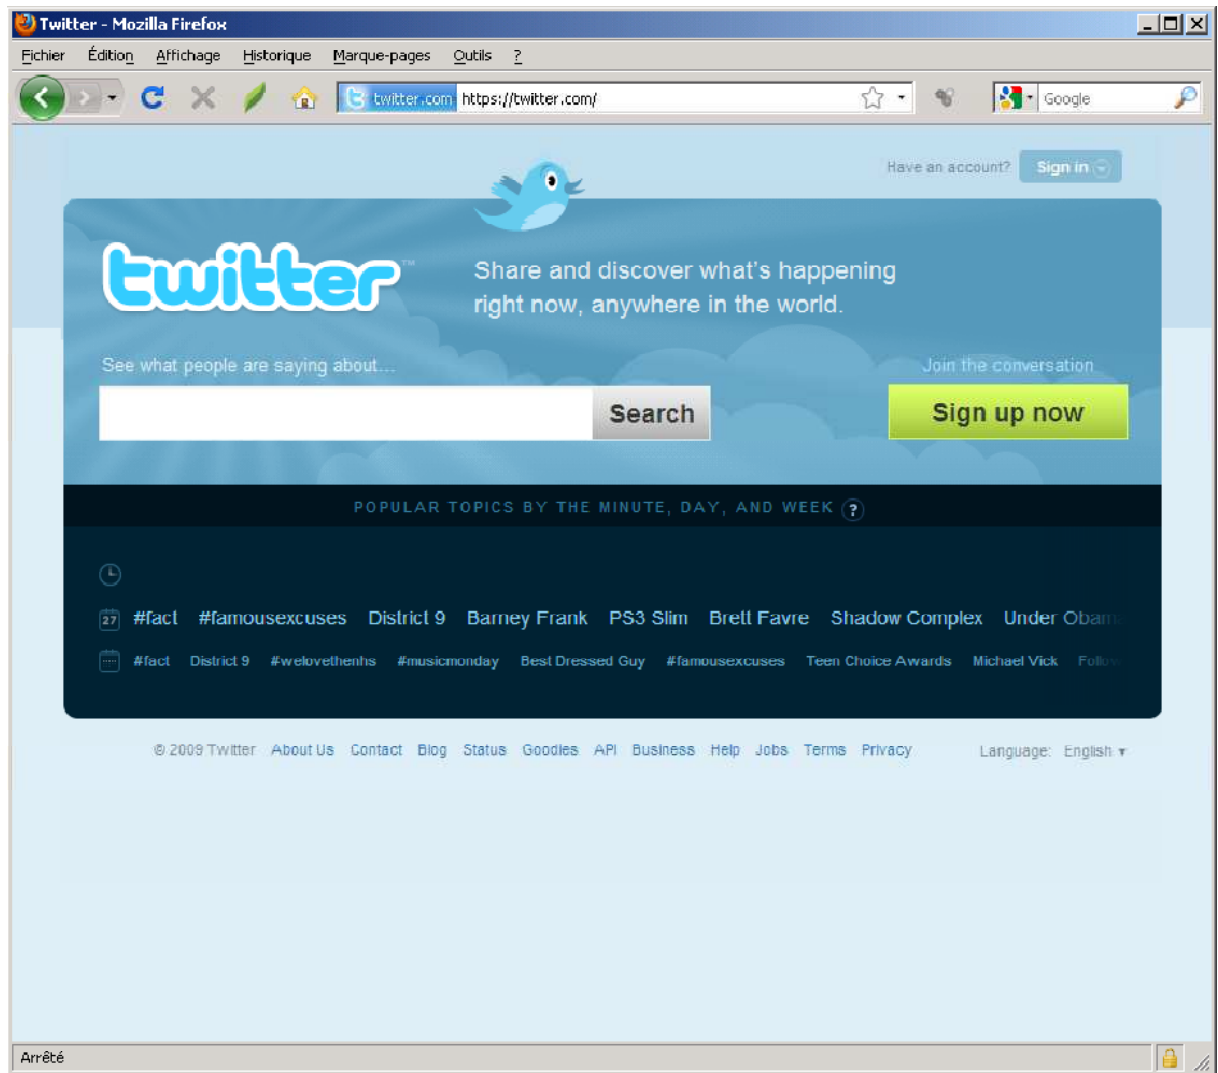 Twitter - Mozilla Firefox
Fichier Édition Affichage Historique Marque-pages Outils ?
twitter.com https://twitter.com/ Google
Have an account? Sign in
twitter™ Share and discover what's happening
right now, anywhere in the world.
See what people are saying about... Join the conversation
Search Sign up now
POPULAR TOPICS BY THE MINUTE, DAY, AND WEEK ?
27 #fact #famousexcuses District 9 Barney Frank PS3 Slim Brett Favre Shadow Complex Under Obam
#fact District 9 #welovethenhs #musicmonday Best Dressed Guy #famousexcuses Teen Choice Awards Michael Vick Follow
© 2009 Twitter About Us Contact Blog Status Goodies API Business Help Jobs Terms Privacy Language: English
Arrêté